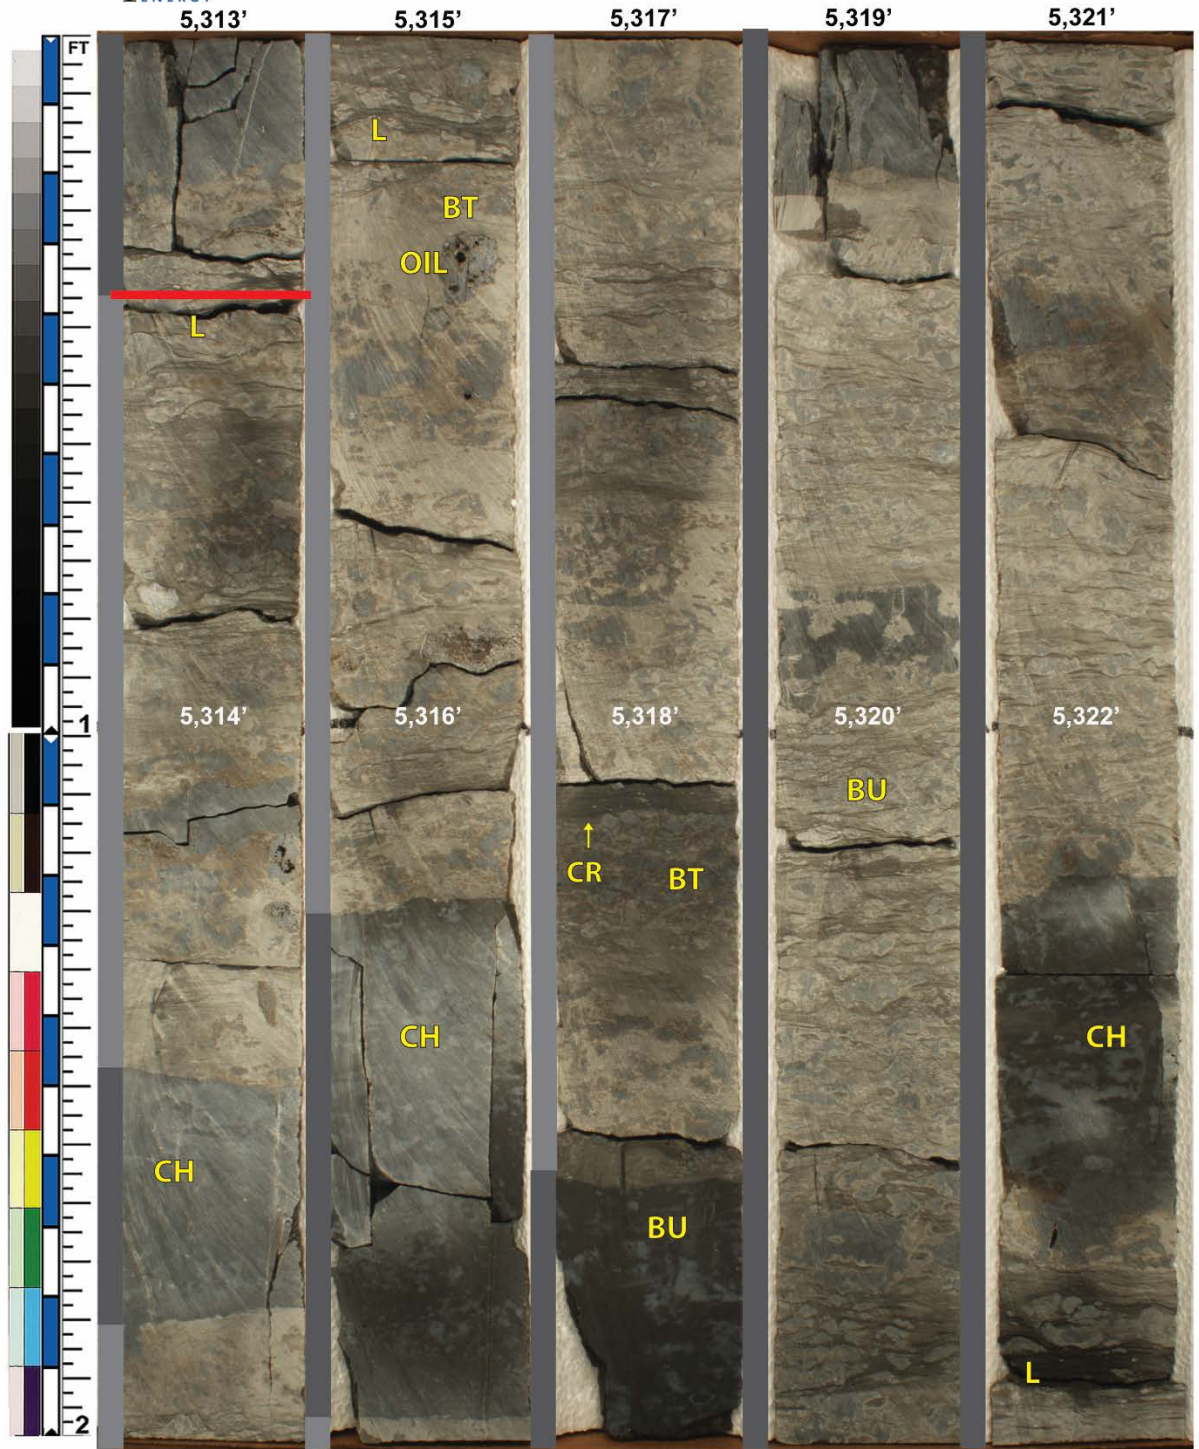 ENERGY
5,313’ 5,315’ 5,317’ 5,319’ 5,321’
FT
L
BT
OIL
L
1
5,314’ 5,316’ 5,318’ 5,320’ 5,322’
BU
CR
BT
CH
CH
CH
BU
L
2